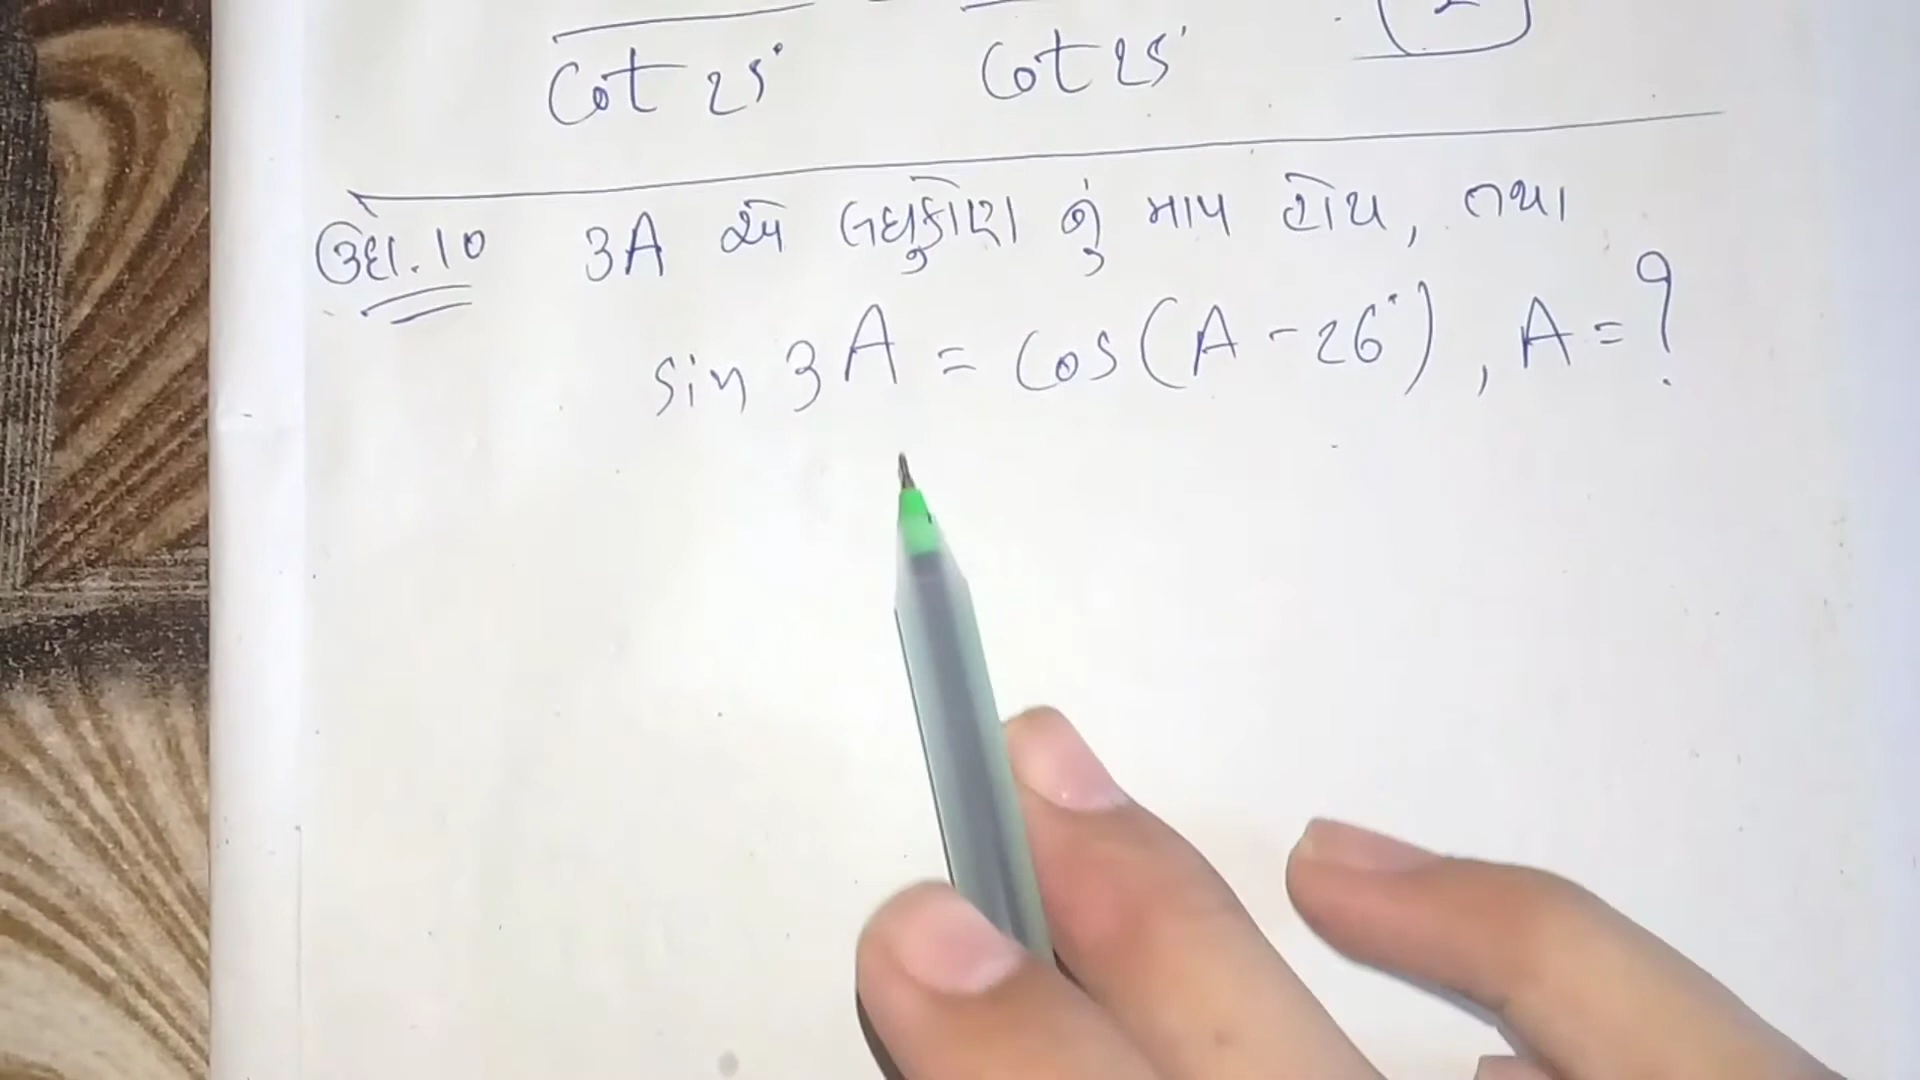 cot 25° cot 25°
ઉદા.10 3A એ લઘુકોણ નું માપ હોય, તથા
sin 3A = cos(A - 26°), A = ?